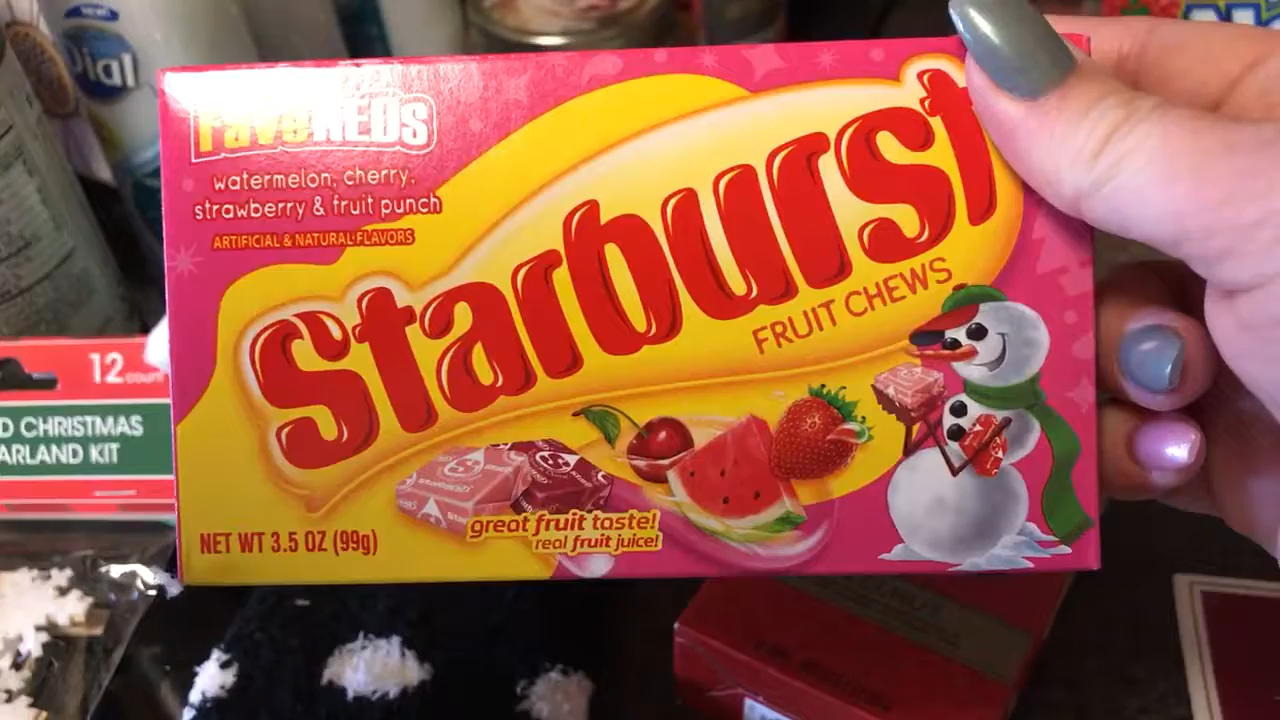 Dial
FaveREDs
watermelon, cherry,
strawberry & fruit punch
ARTIFICIAL & NATURAL FLAVORS
Starburst
FRUIT CHEWS
great fruit taste!
real fruit juice!
NET WT 3.5 OZ (99g)
12 count
D CHRISTMAS
ARLAND KIT